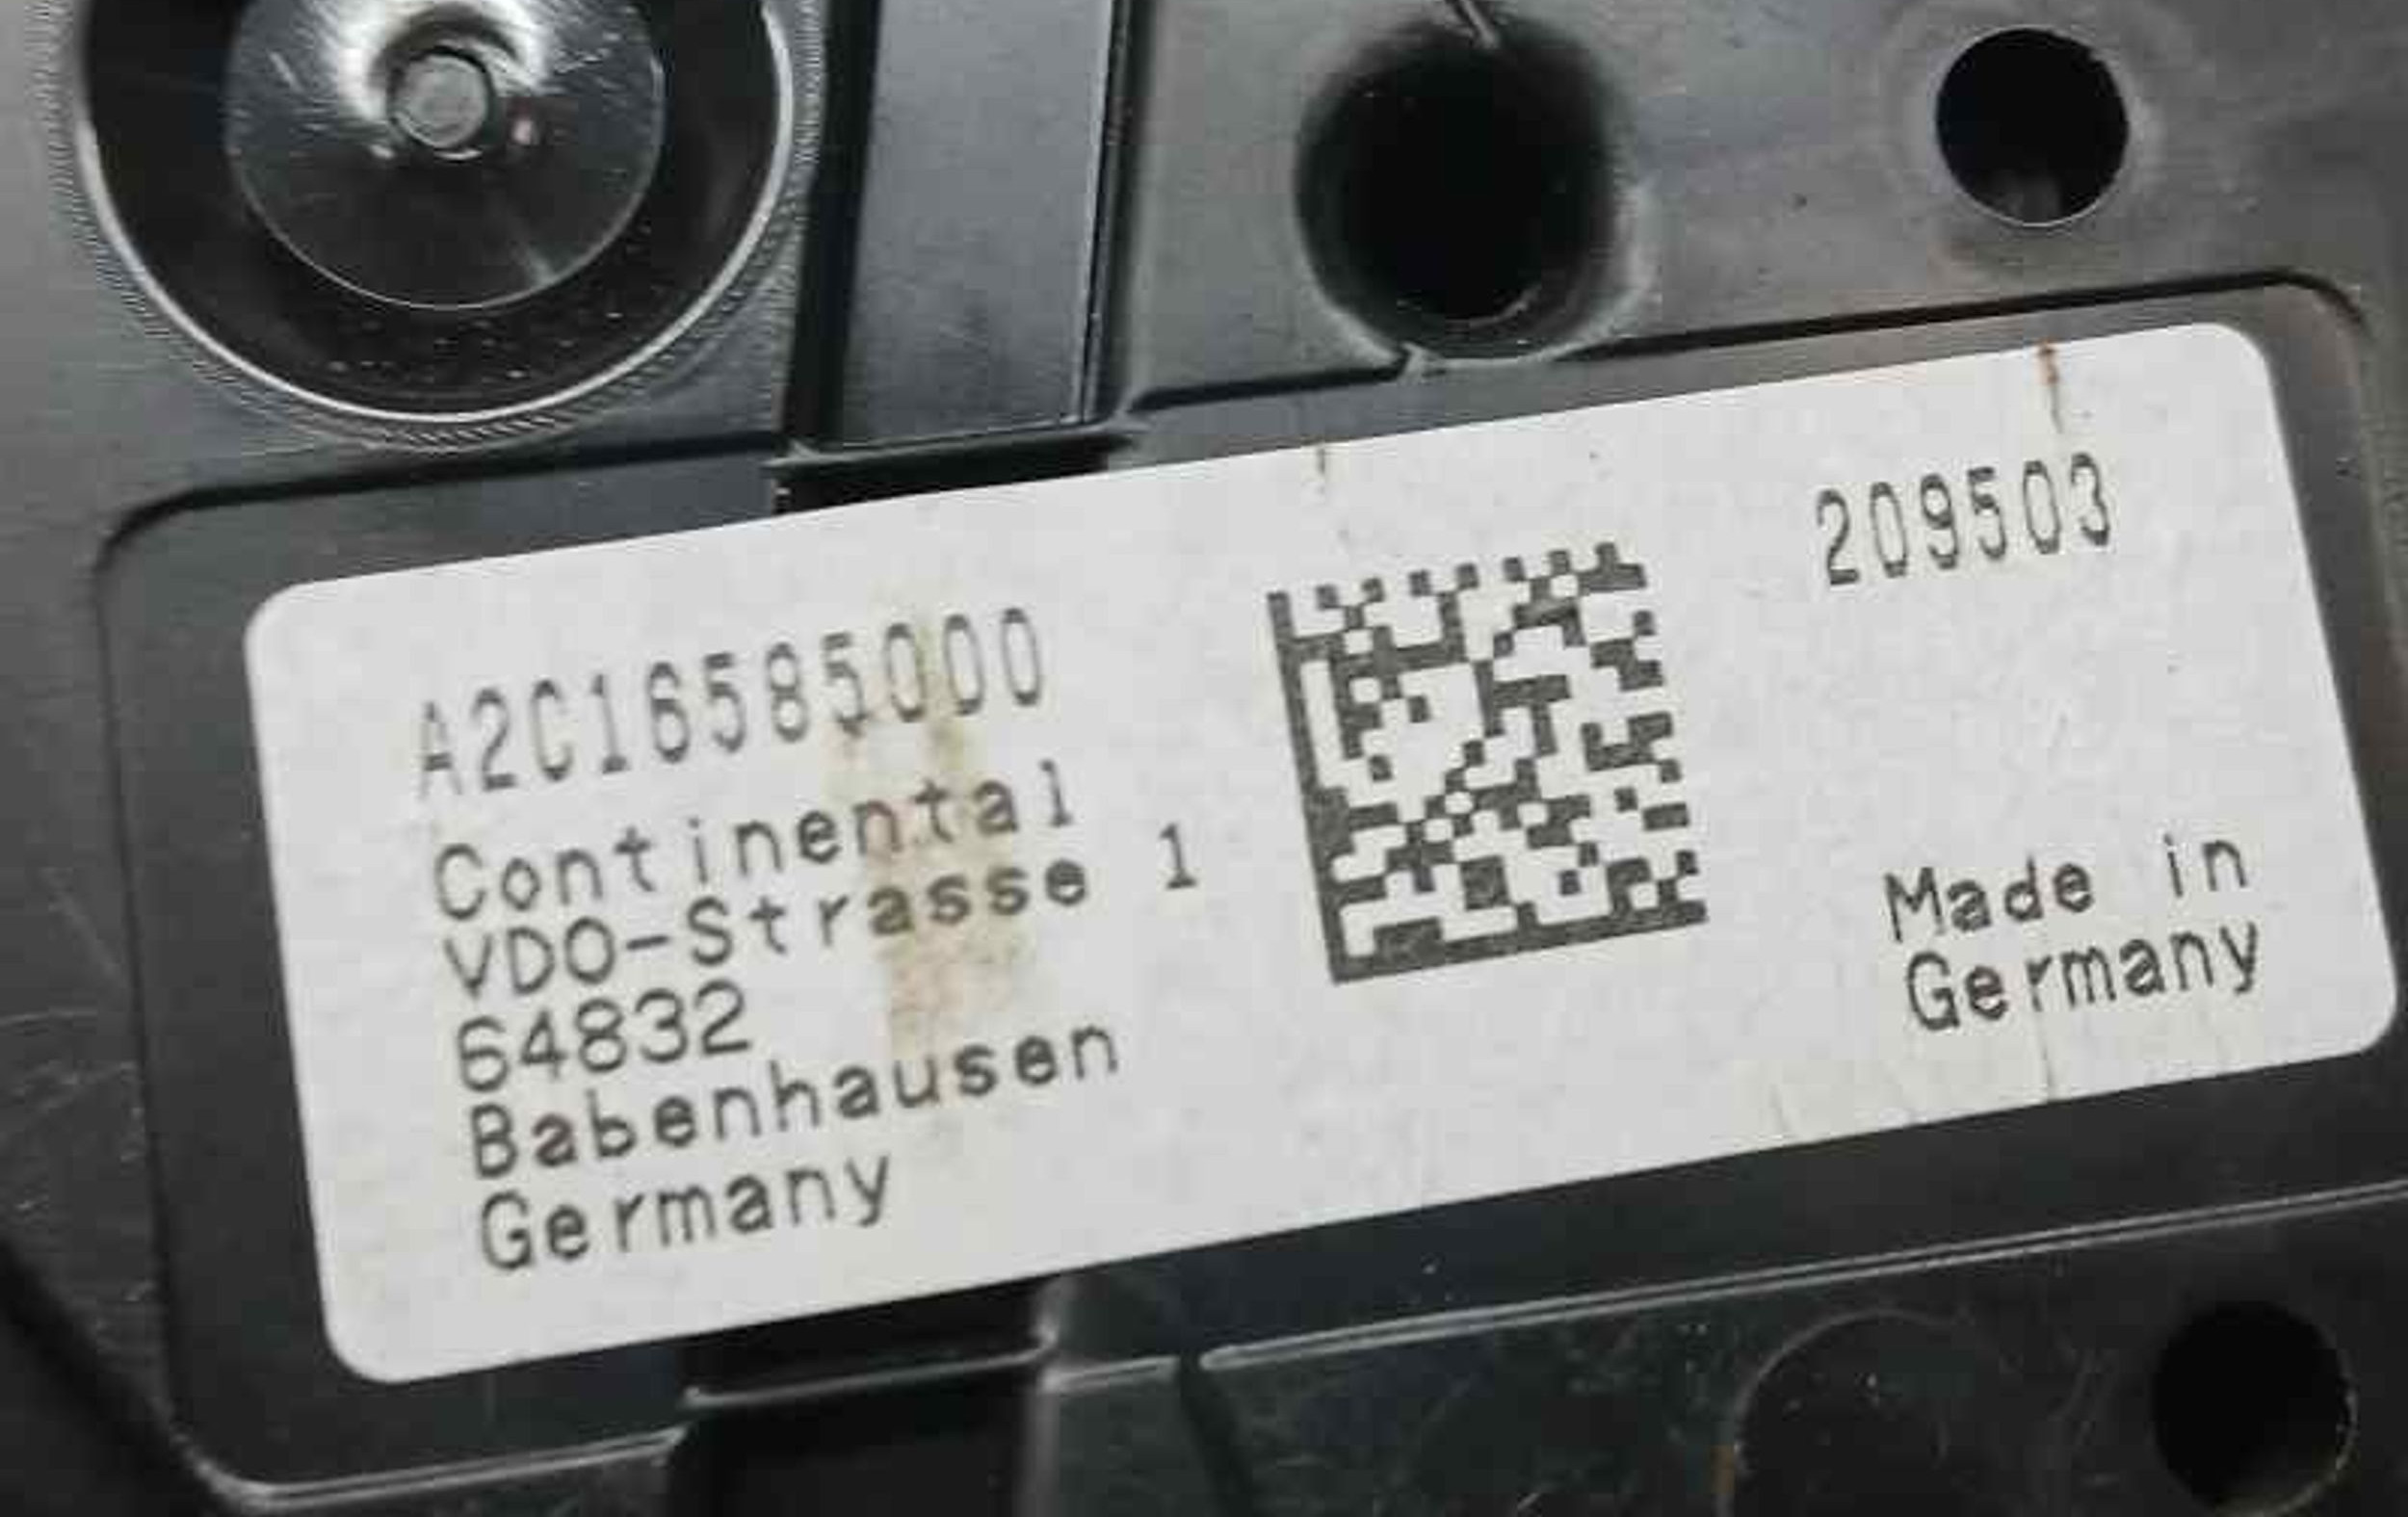 209503
A2C16585000
Continental
VDO-Strasse 1
64832
Babenhausen
Germany
Made in
Germany